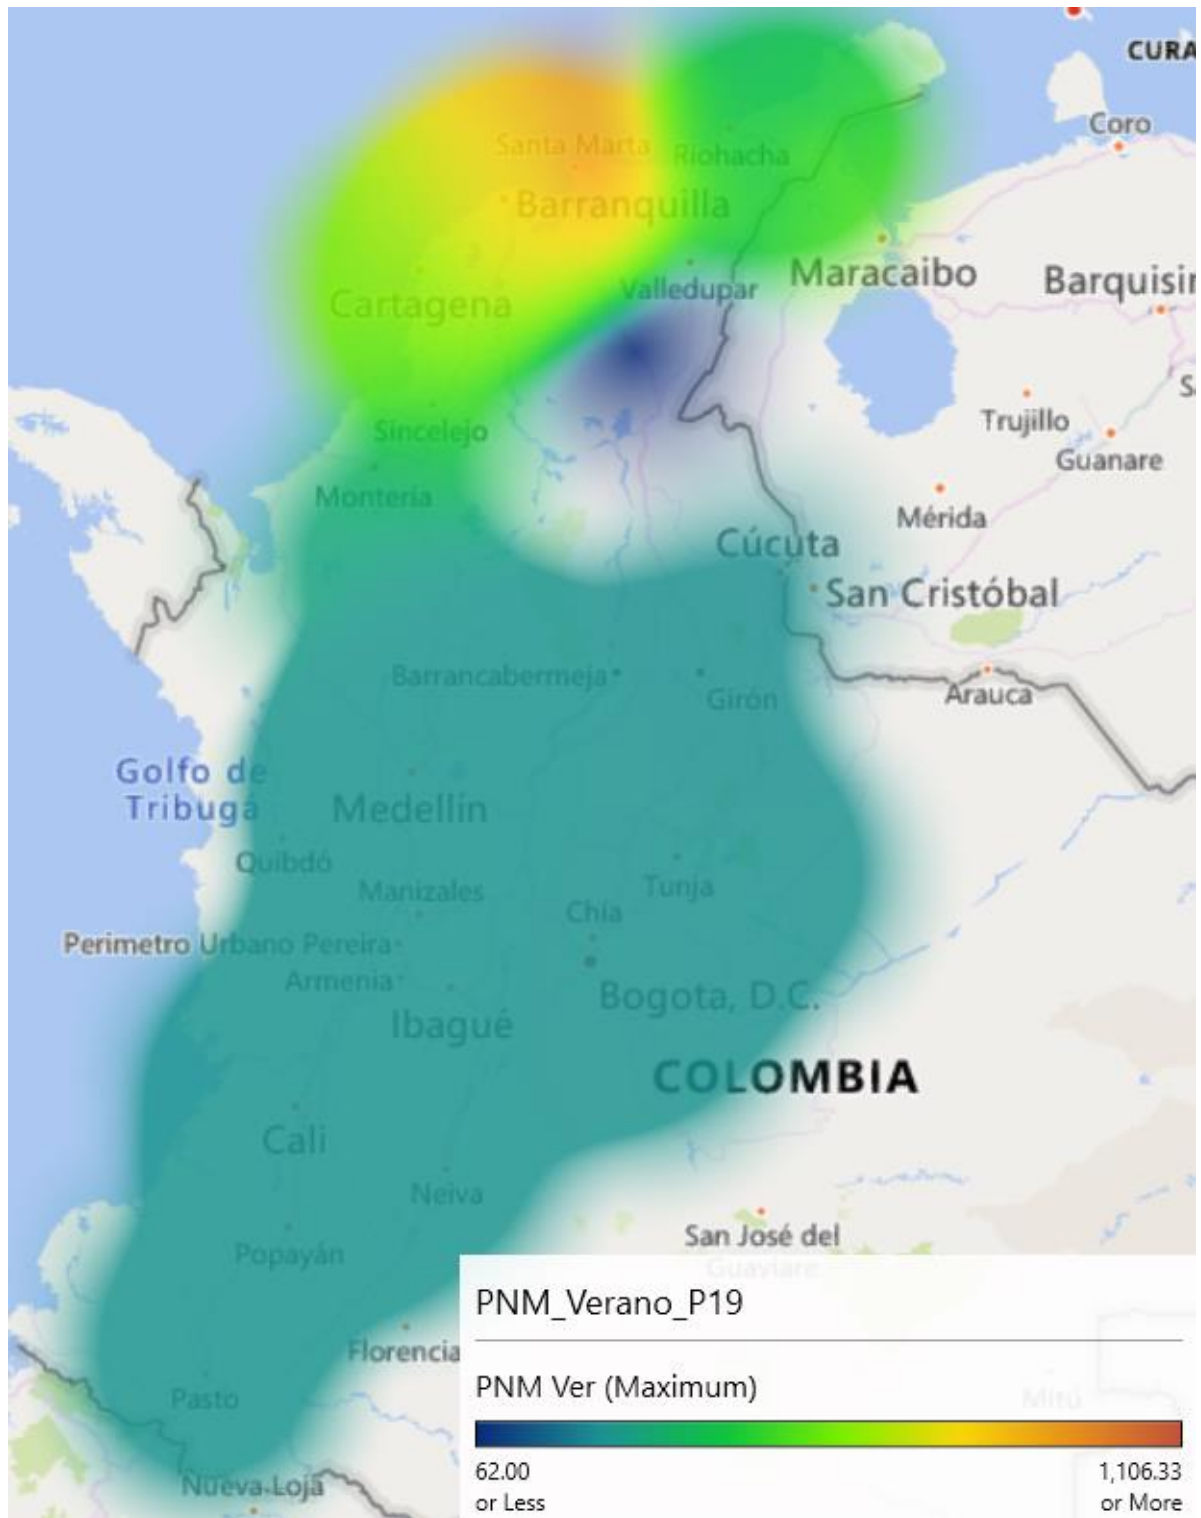 CURA
Coro
Santa Marta
Riohacha
Barranquilla
Valledupar
Maracaibo
Barquisir
Cartagena
Trujillo
Sincelejo
Guanare
Montería
Mérida
Cúcuta
San Cristóbal
Barrancabermeja
Girón
Arauca
Golfo de
Tribugá
Medellín
Quibdó
Manizales
Tunja
Chía
Perimetro Urbano Pereira
Armenia
Bogota, D.C.
Ibagué
COLOMBIA
Cali
Neiva
San José del
Guaviare
Popayán
Florencia
Pasto
Nueva Loja
PNM_Verano_P19
PNM Ver (Maximum)
Mitú
62.00
or Less
1,106.33
or More